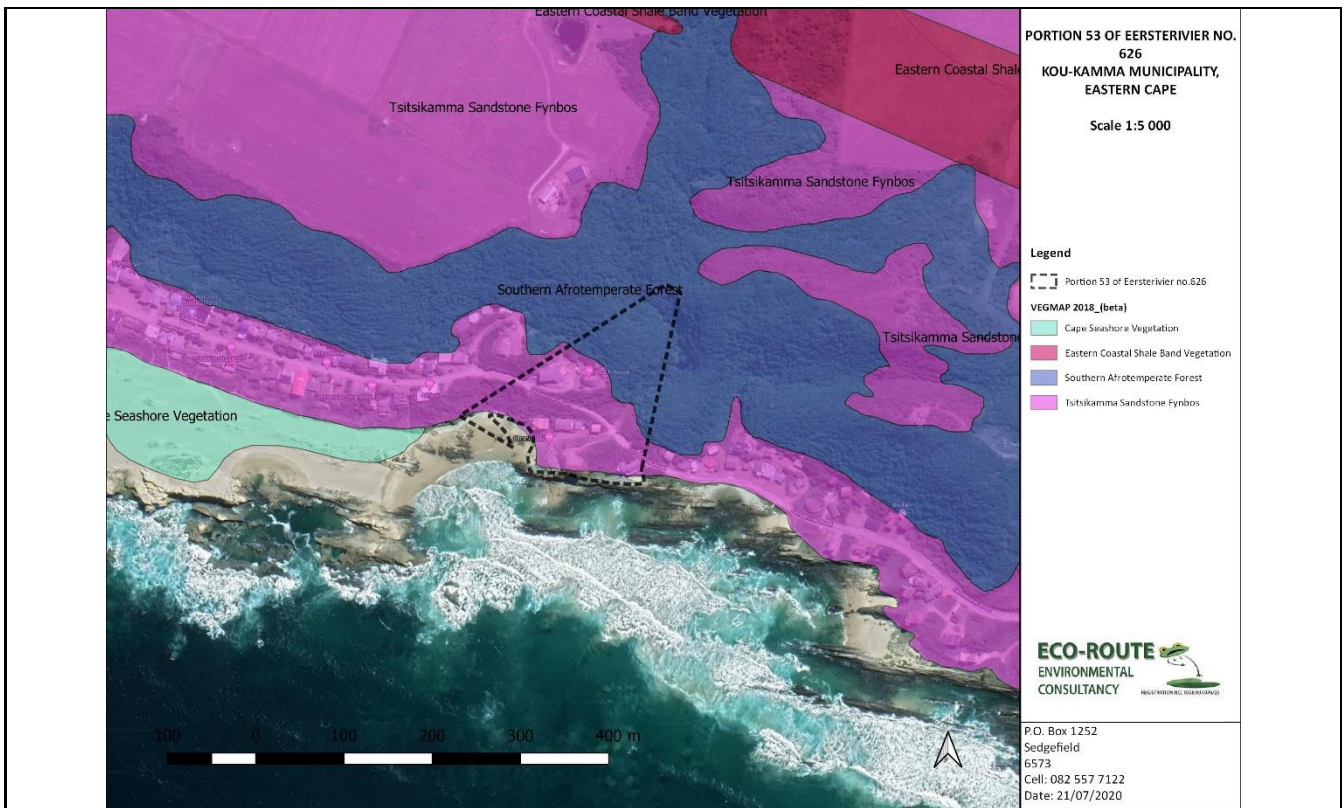 Eastern Coastal Shale Band Vegetation
Eastern Coastal Shale
Tsitsikamma Sandstone Fynbos
Tsitsikamma Sandstone Fynbos
Southern Afrotemperate Forest
Tsitsikamma Sandstone
e Seashore Vegetation
100 0 100 200 300 400 m
PORTION 53 OF EERSTERIVIER NO.
626
KOU-KAMMA MUNICIPALITY,
EASTERN CAPE
Scale 1:5 000
Legend
Portion 53 of Eersterivier no.626
VEGMAP 2018_(beta)
Cape Seashore Vegetation
Eastern Coastal Shale Band Vegetation
Southern Afrotemperate Forest
Tsitsikamma Sandstone Fynbos
ECO-ROUTE
ENVIRONMENTAL
CONSULTANCY
REGISTRATION NO.
P.O. Box 1252
Sedgefield
6573
Cell: 082 557 7122
Date: 21/07/2020